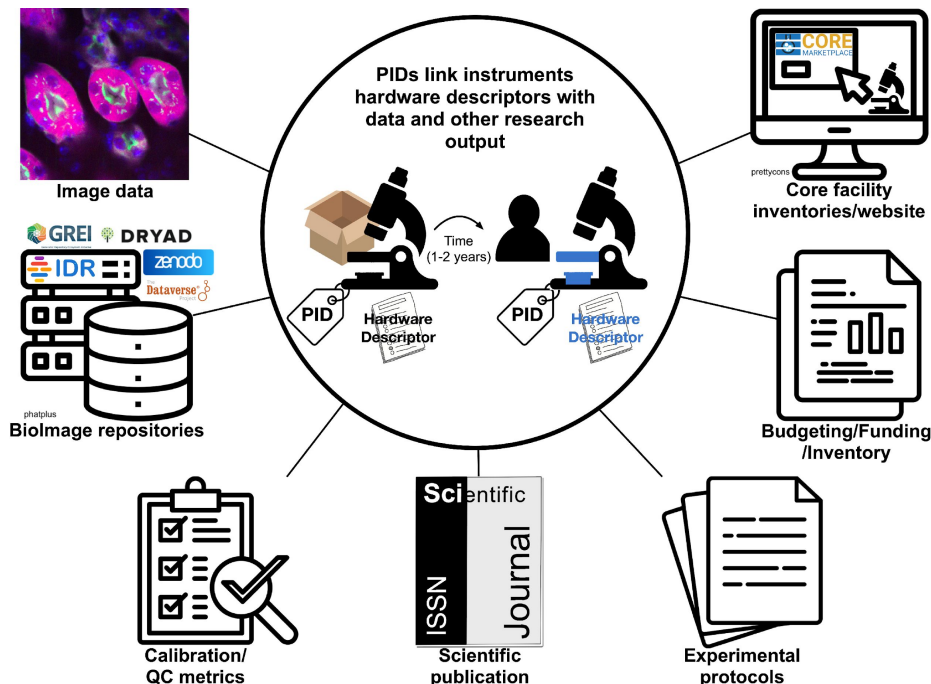 PIDs link instruments
hardware descriptors with
data and other research
output
Time
(1-2 years)
PID
Hardware
Descriptor
PID
Hardware
Descriptor
Image data
CORE
MARKETPLACE
prettycons
Core facility
inventories/website
GREI
DRYAD
IDR
zenodo
The
Dataverse
Project
phatplus
BioImage repositories
Budgeting/Funding
/Inventory
Calibration/
QC metrics
Scientific
ISSN
Journal
Scientific
publication
Experimental
protocols